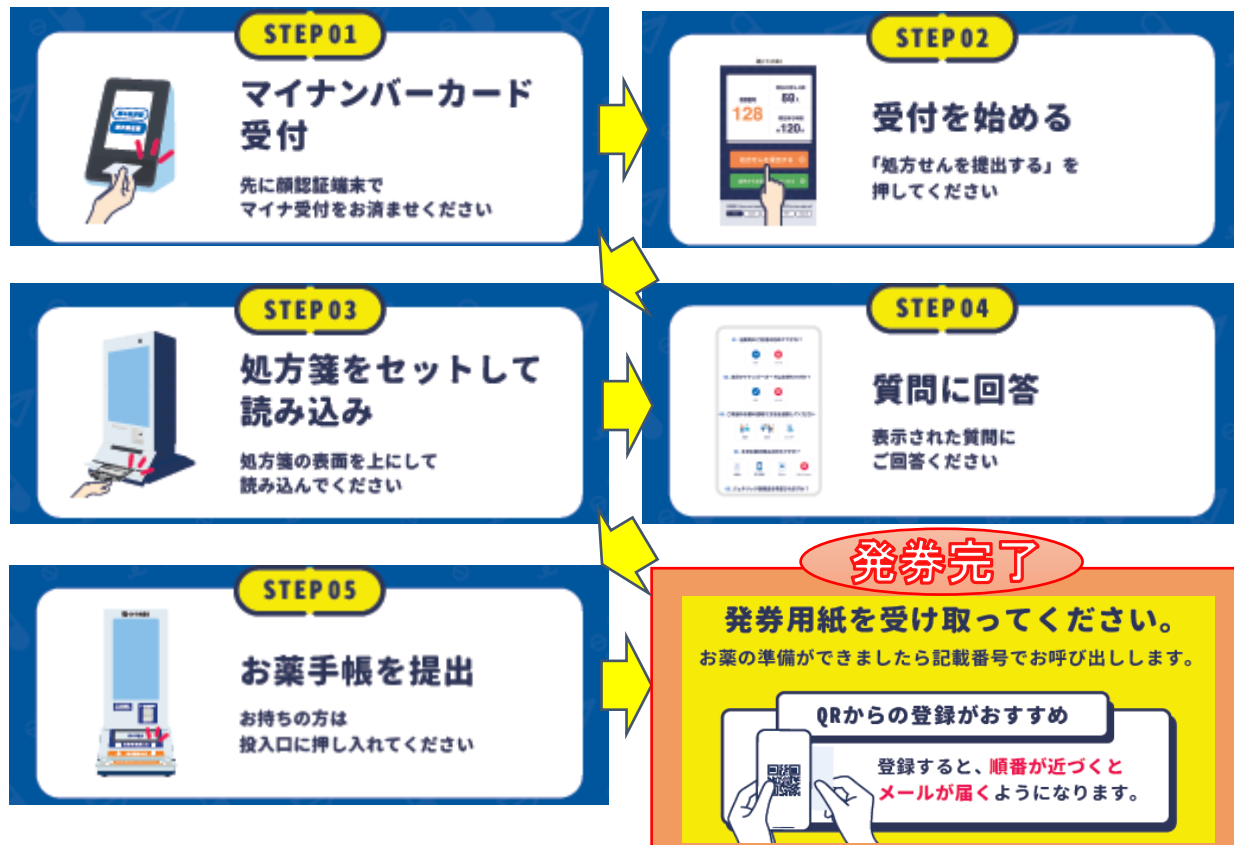 STEP 01
マイナンバーカード
受付
先に顔認証端末で
マイナ受付をお済ませください
STEP 02
128
120
受付を始める
「処方せんを提出する」を
押してください
処方せんを提出する
STEP 03
処方箋をセットして
読み込み
処方箋の表面を上にして
読み込んでください
STEP 04
質問に回答
表示された質問に
ご回答ください
STEP 05
お薬手帳を提出
お持ちの方は
投入口に押し入れてください
発券完了
発券用紙を受け取ってください。
お薬の準備ができましたら記載番号でお呼び出しします。
QRからの登録がおすすめ
登録すると、順番が近づくと
メールが届くようになります。